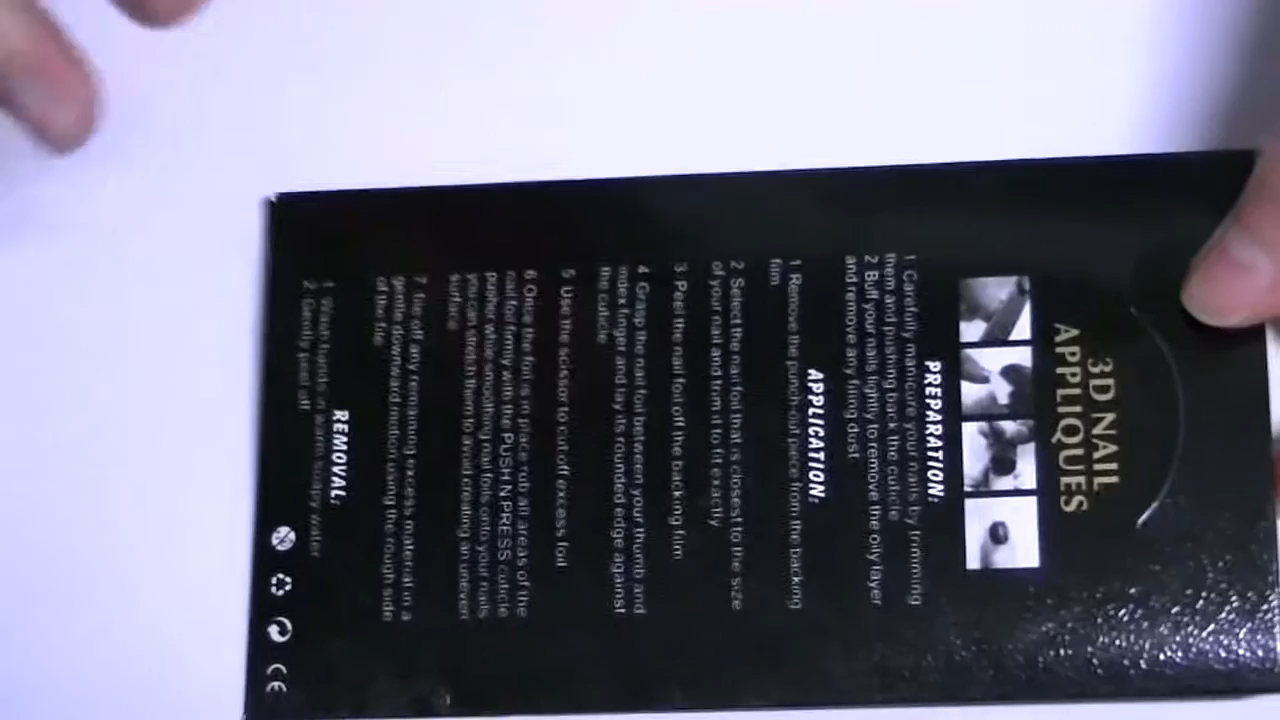 3D NAIL
APPLIQUES
PREPARATION:
1 Carefully manicure your nails by trimming
them and pushing back the cuticle
2 Buff your nails lightly to remove the oily layer
and remove any filing dust
APPLICATION:
1 Remove the punch-out piece from the backing
film
2 Select the nail foil that is closest to the size
of your nail and trim it to fit exactly
3 Peel the nail foil off the backing film
4 Grasp the nail foil between your thumb and
index finger and lay its rounded edge against
the cuticle
5 Use the scissor to cut off excess foil
6 Once the foil is in place rub all areas of the
nail foil firmly with the PUSH N PRESS cuticle
pusher while smoothing nail foils onto your nails
you can stretch them to avoid creating an uneven
surface
7 File off any remaining excess material in a
gentle downward motion using the rough side
of the file
REMOVAL:
1 Wash hands in warm soapy water
2 Gently peel off
CE